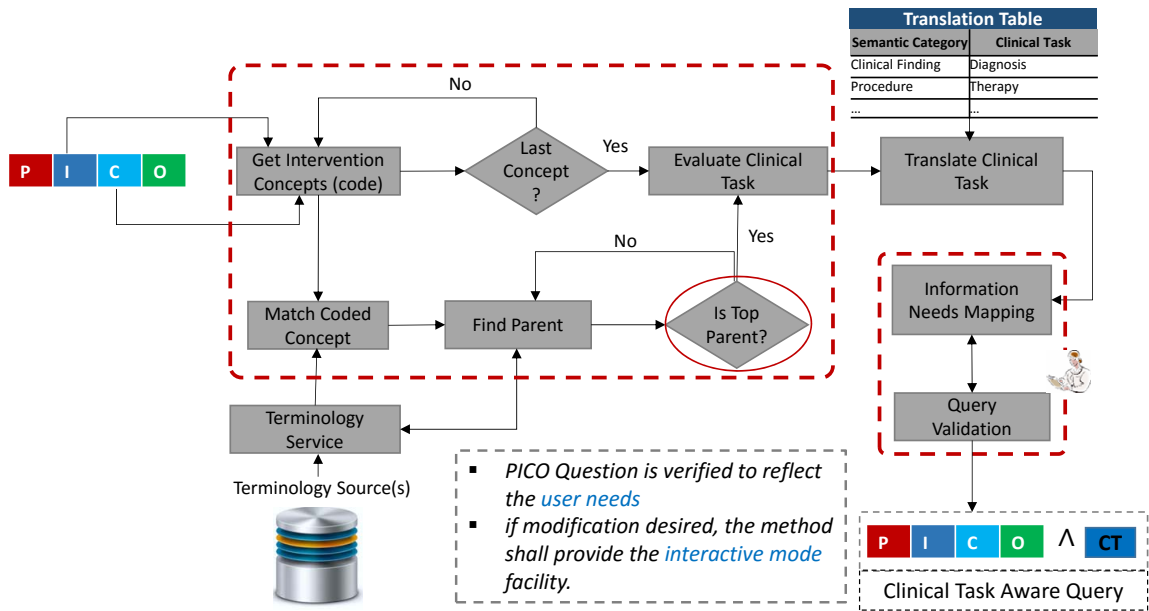 Translation Table
Semantic Category Clinical Task
Clinical Finding Diagnosis
Procedure Therapy
... ...
No
P I C O
Get Intervention
Concepts (code)
Last
Concept
?
Yes
Evaluate Clinical
Task
Translate Clinical
Task
No
Yes
Match Coded
Concept
Find Parent
Is Top
Parent?
Information
Needs Mapping
Terminology
Service
Query
Validation
Terminology Source(s)
▪ PICO Question is verified to reflect
the user needs
▪ if modification desired, the method
shall provide the interactive mode
facility.
P I C O ∧ CT
Clinical Task Aware Query